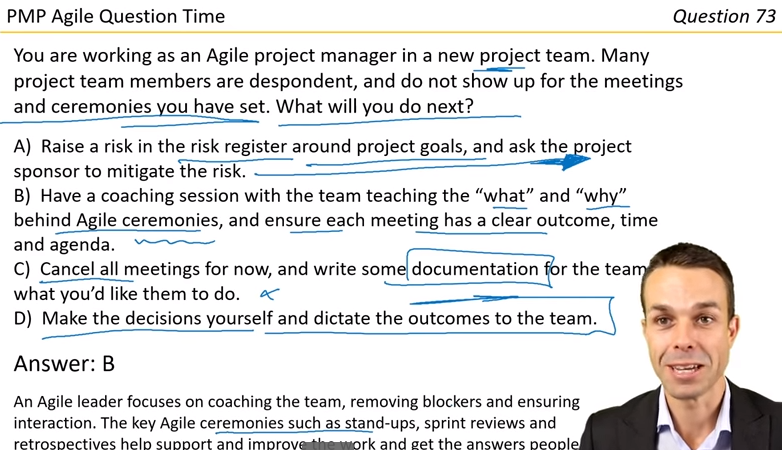 PMP Agile Question Time
Question 73
You are working as an Agile project manager in a new project team. Many
project team members are despondent, and do not show up for the meetings
and ceremonies you have set. What will you do next?
A) Raise a risk in the risk register around project goals, and ask the project
sponsor to mitigate the risk.
B) Have a coaching session with the team teaching the “what” and “why”
behind Agile ceremonies, and ensure each meeting has a clear outcome, time
and agenda.
C) Cancel all meetings for now, and write some documentation for the team
what you’d like them to do.
D) Make the decisions yourself and dictate the outcomes to the team.
Answer: B
An Agile leader focuses on coaching the team, removing blockers and ensuring
interaction. The key Agile ceremonies such as stand-ups, sprint reviews and
retrospectives help support and improve the work and get the answers people